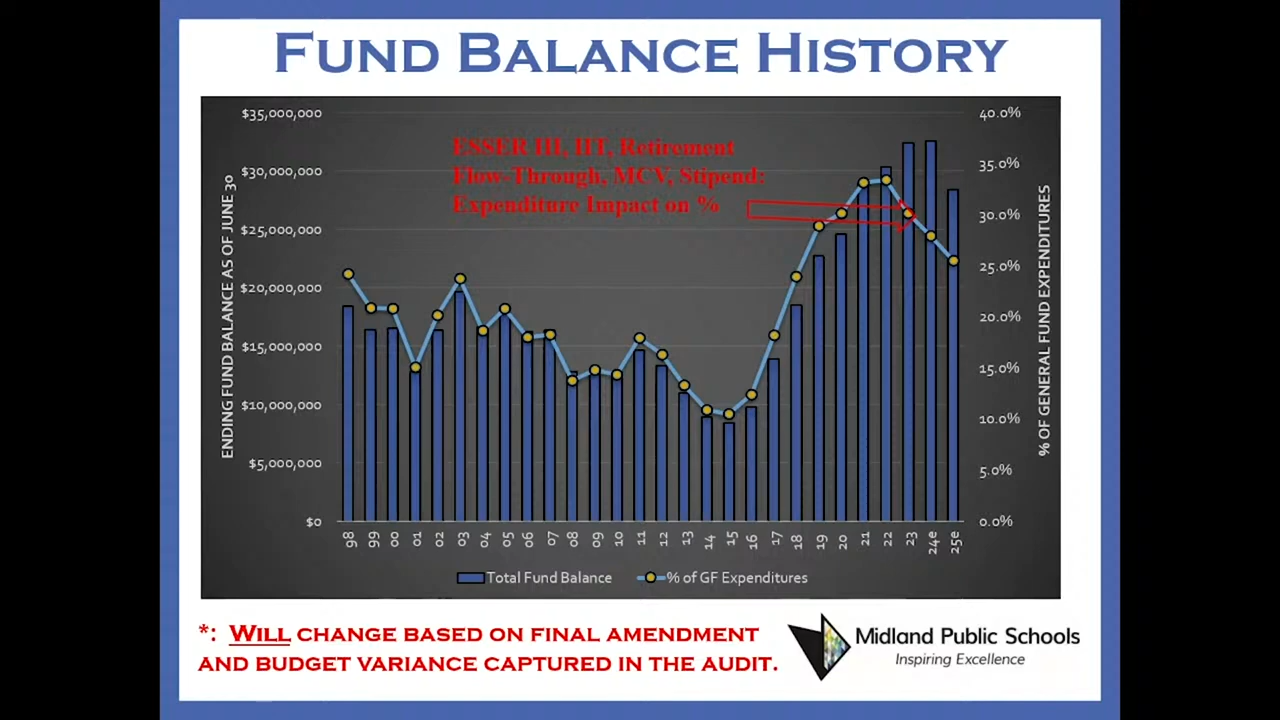 FUND BALANCE HISTORY
ENDING FUND BALANCE AS OF JUNE 30
$35,000,000
$30,000,000
$25,000,000
$20,000,000
$15,000,000
$10,000,000
$5,000,000
$0
ESSER III, IIT, Retirement
Flow-Through, MCV, Stipend:
Expenditure Impact on %
40.0%
35.0%
30.0%
25.0%
20.0%
15.0%
10.0%
5.0%
0.0%
% OF GENERAL FUND EXPENDITURES
98 99 00 01 02 03 04 05 06 07 08 09 10 11 12 13 14 15 16 17 18 19 20 21 22 23 24e 25e
Total Fund Balance % of GF Expenditures
*: WILL CHANGE BASED ON FINAL AMENDMENT
AND BUDGET VARIANCE CAPTURED IN THE AUDIT.
Midland Public Schools
Inspiring Excellence